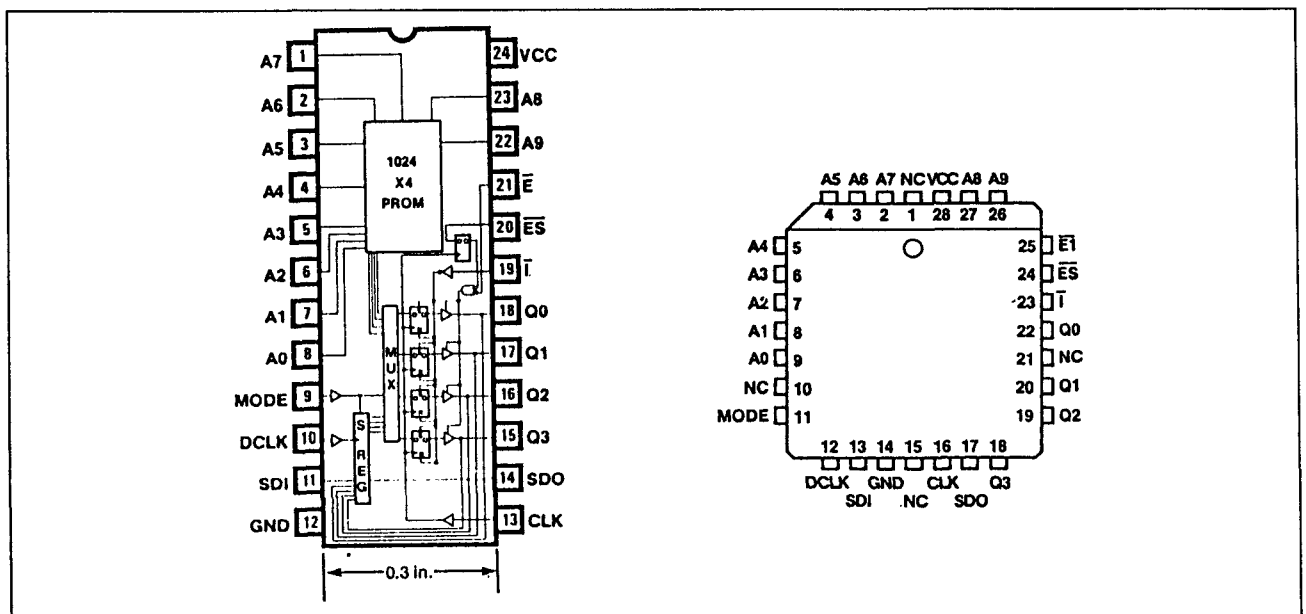 A7 1
24 VCC
A6 2
23 A8
A5 3
22 A9
1024
X4
PROM
A4 4
21 E̅
A3 5
20 E̅S̅
A2 6
19 I̅.
A1 7
18 Q0
A0 8
17 Q1
MUX
MODE 9
16 Q2
DCLK 10
15 Q3
S REG
SDI 11
14 SDO
GND 12
13 CLK
0.3 in.
A5 A6 A7 NC VCC A8 A9
4 3 2 1 28 27 26
A4 5
25 E̅1̅
A3 6
24 E̅S̅
A2 7
23 I̅
A1 8
22 Q0
A0 9
21 NC
NC 10
20 Q1
MODE 11
19 Q2
12 13 14 15 16 17 18
DCLK GND CLK Q3
SDI NC SDO